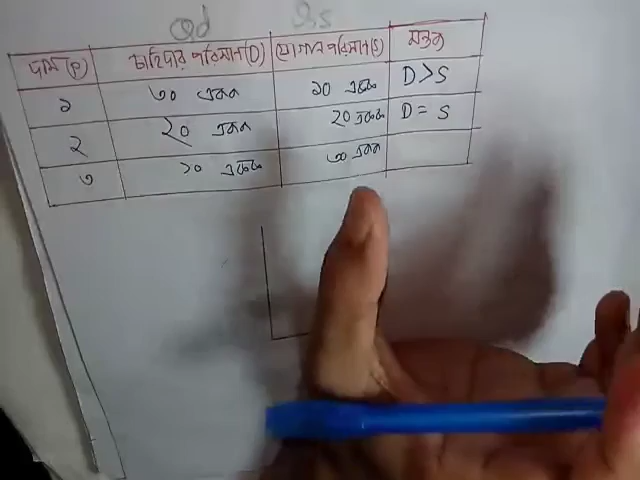 Qd Qs
দাম(P) চাহিদার পরিমান(D) যোগান পরিমান(S) মন্তব্য
১ ৩০ একক ১০ একক D > S
২ ২০ একক ২০ একক D = S
৩ ১০ একক ৩০ একক